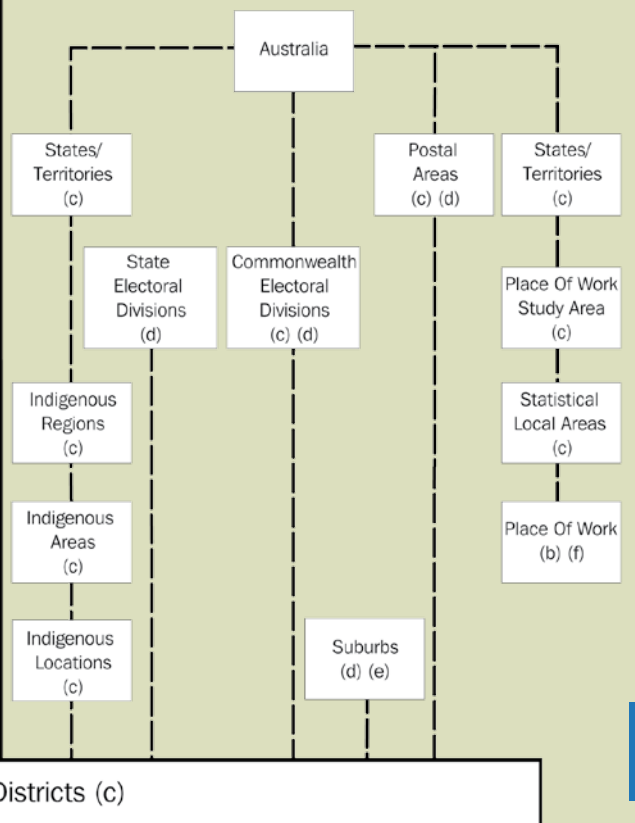 Australia
States/
Territories
(c)
Postal
Areas
(c) (d)
States/
Territories
(c)
State
Electoral
Divisions
(d)
Commonwealth
Electoral
Divisions
(c) (d)
Place Of Work
Study Area
(c)
Indigenous
Regions
(c)
Statistical
Local Areas
(c)
Indigenous
Areas
(c)
Place Of Work
(b) (f)
Indigenous
Locations
(c)
Suburbs
(d) (e)
Districts (c)